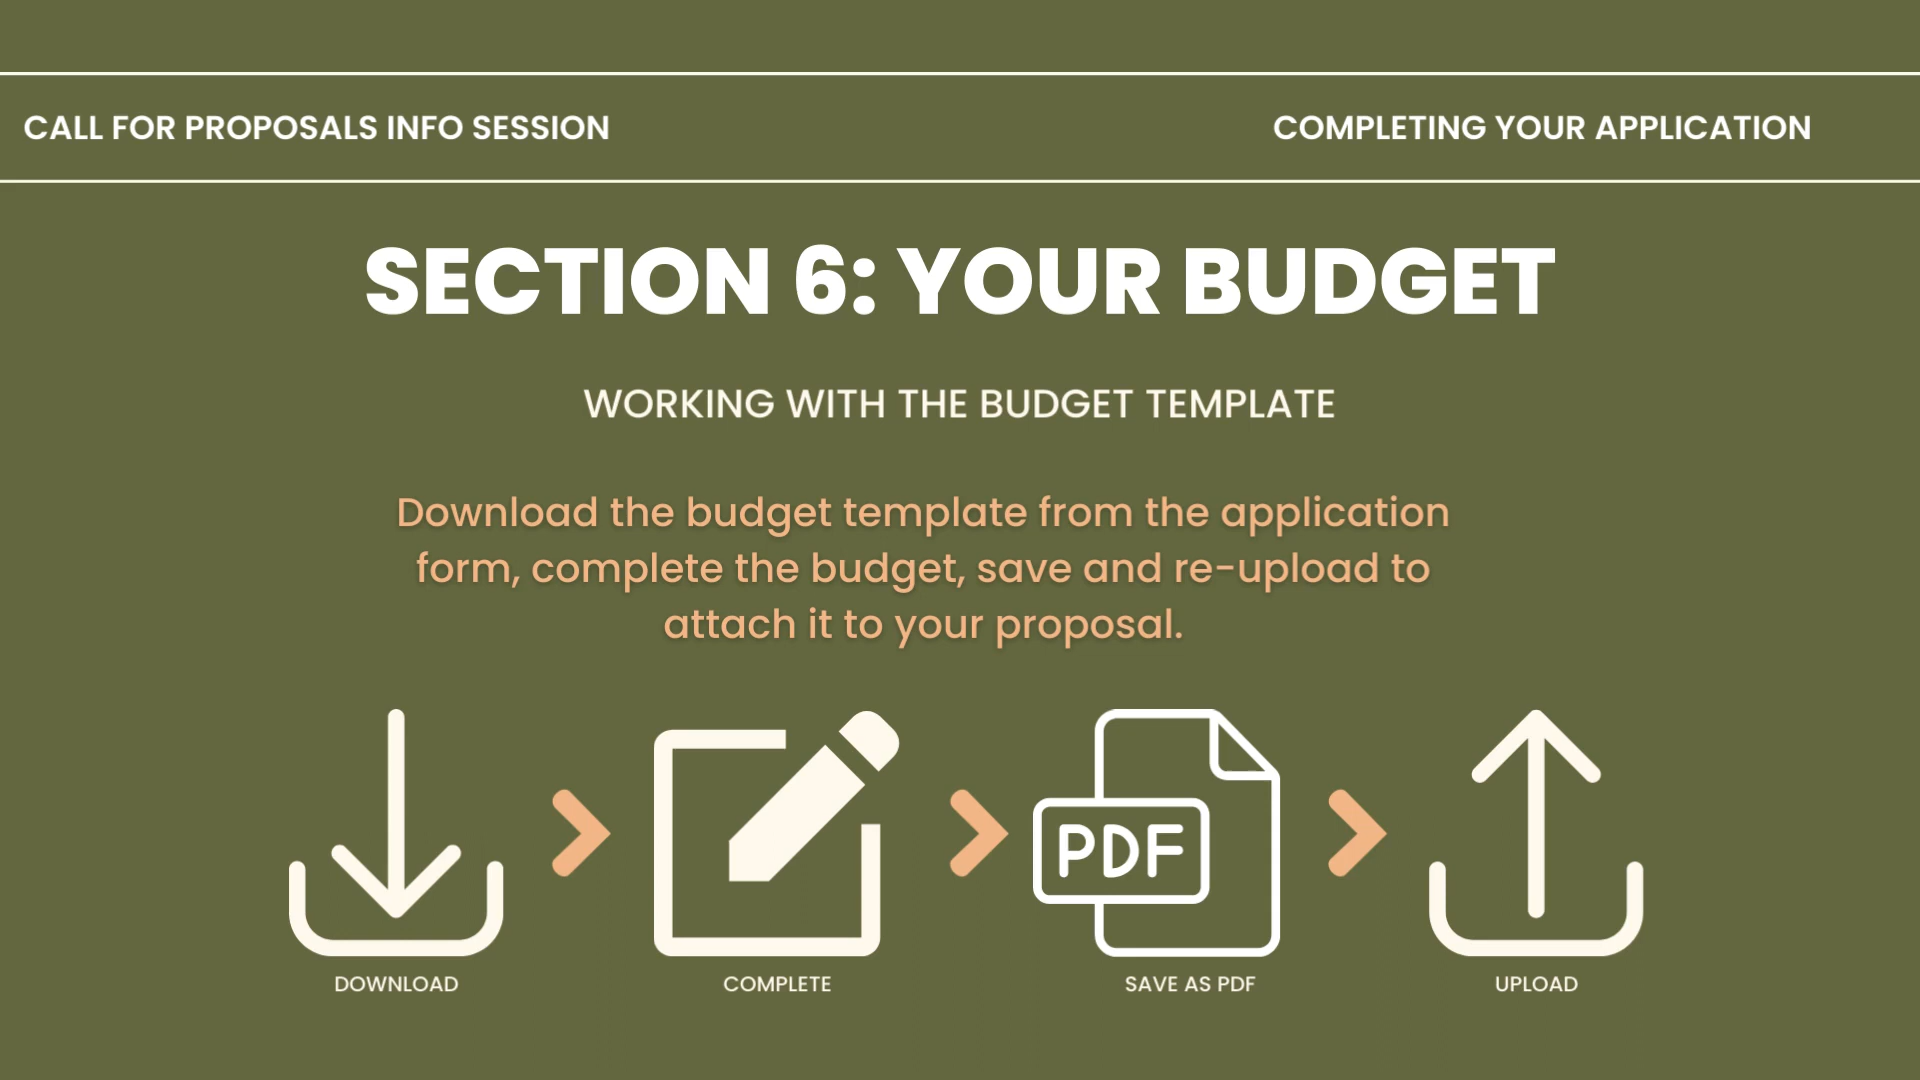 CALL FOR PROPOSALS INFO SESSION
COMPLETING YOUR APPLICATION
SECTION 6: YOUR BUDGET
WORKING WITH THE BUDGET TEMPLATE
Download the budget template from the application
form, complete the budget, save and re-upload to
attach it to your proposal.
PDF
DOWNLOAD
COMPLETE
SAVE AS PDF
UPLOAD